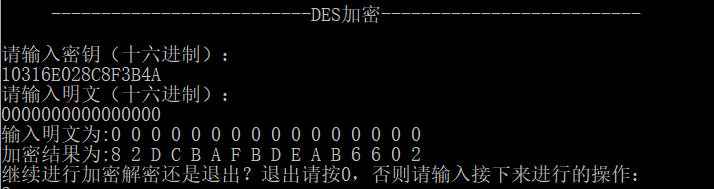 --------------------------DES加密--------------------------
请输入密钥（十六进制）：
10316E028C8F3B4A
请输入明文（十六进制）：
0000000000000000
输入明文为:0 0 0 0 0 0 0 0 0 0 0 0 0 0 0 0
加密结果为:8 2 D C B A F B D E A B 6 6 0 2
继续进行加密解密还是退出？退出请按0，否则请输入接下来进行的操作：